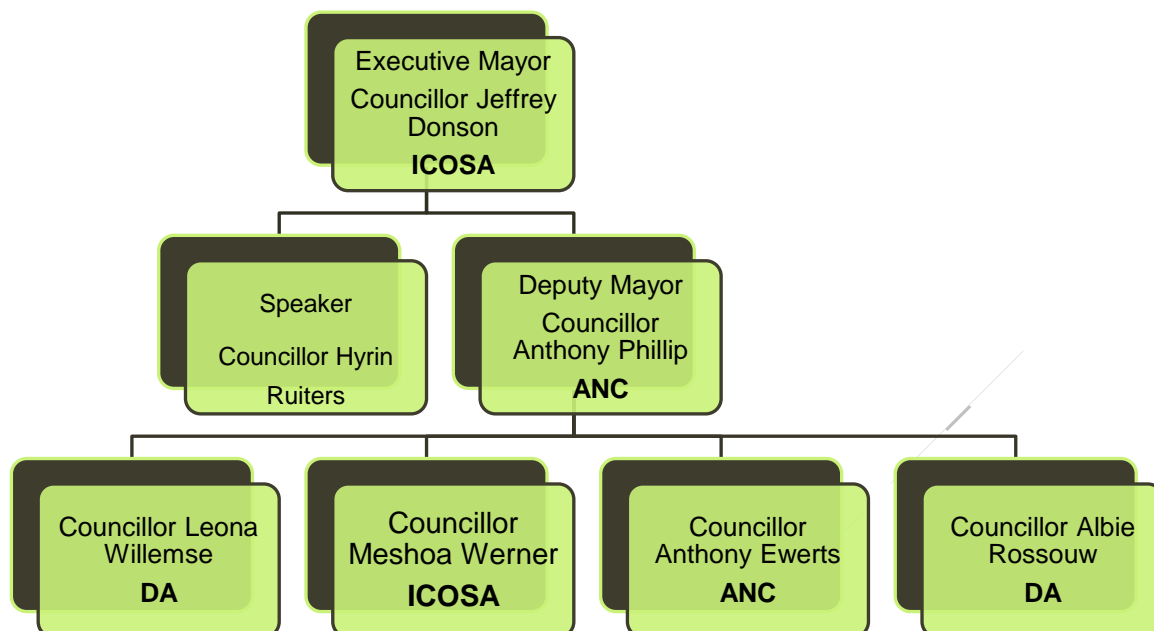 Executive Mayor
Councillor Jeffrey
Donson
ICOSA
Speaker
Councillor Hyrin
Ruiters
Deputy Mayor
Councillor
Anthony Phillip
ANC
Councillor Leona
Willemse
DA
Councillor
Meshoa Werner
ICOSA
Councillor
Anthony Ewerts
ANC
Councillor Albie
Rossouw
DA